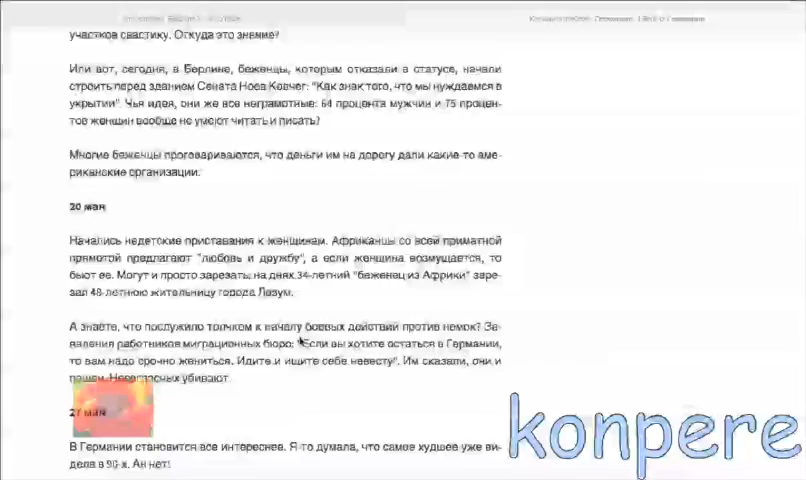 участков свастику. Откуда это знание?
Или вот, сегодня, в Берлине, беженцы, которым отказали в статусе, начали
строить перед зданием Сената Ноев Ковчег: "Как знак того, что мы нуждаемся в
укрытии". Чья идея, они же все неграмотные: 64 процента мужчин и 75 процен-
тов женщин вообще не умеют читать и писать?
Многие беженцы проговариваются, что деньги им на дорогу дали какие-то аме-
риканские организации.
20 мая
Начались недетские приставания к женщинам. Африканцы со всей приматной
прямотой предлагают "любовь и дружбу", а если женщина возмущается, то
бьют ее. Могут и просто зарезать: на днях 34-летний "беженец из Африки" заре-
зал 48-летнюю жительницу города Лезум.
А знаете, что послужило толчком к началу боевых действий против немок? За-
явления работников миграционных бюро: "Если вы хотите остаться в Германии,
то вам надо срочно жениться. Идите и ищите себе невесту". Им сказали, они и
пошли. Несогласных убивают
27 мая
В Германии становится все интереснее. Я-то думала, что самое худшее уже ви-
дела в 90-х. Ан нет!
konpere